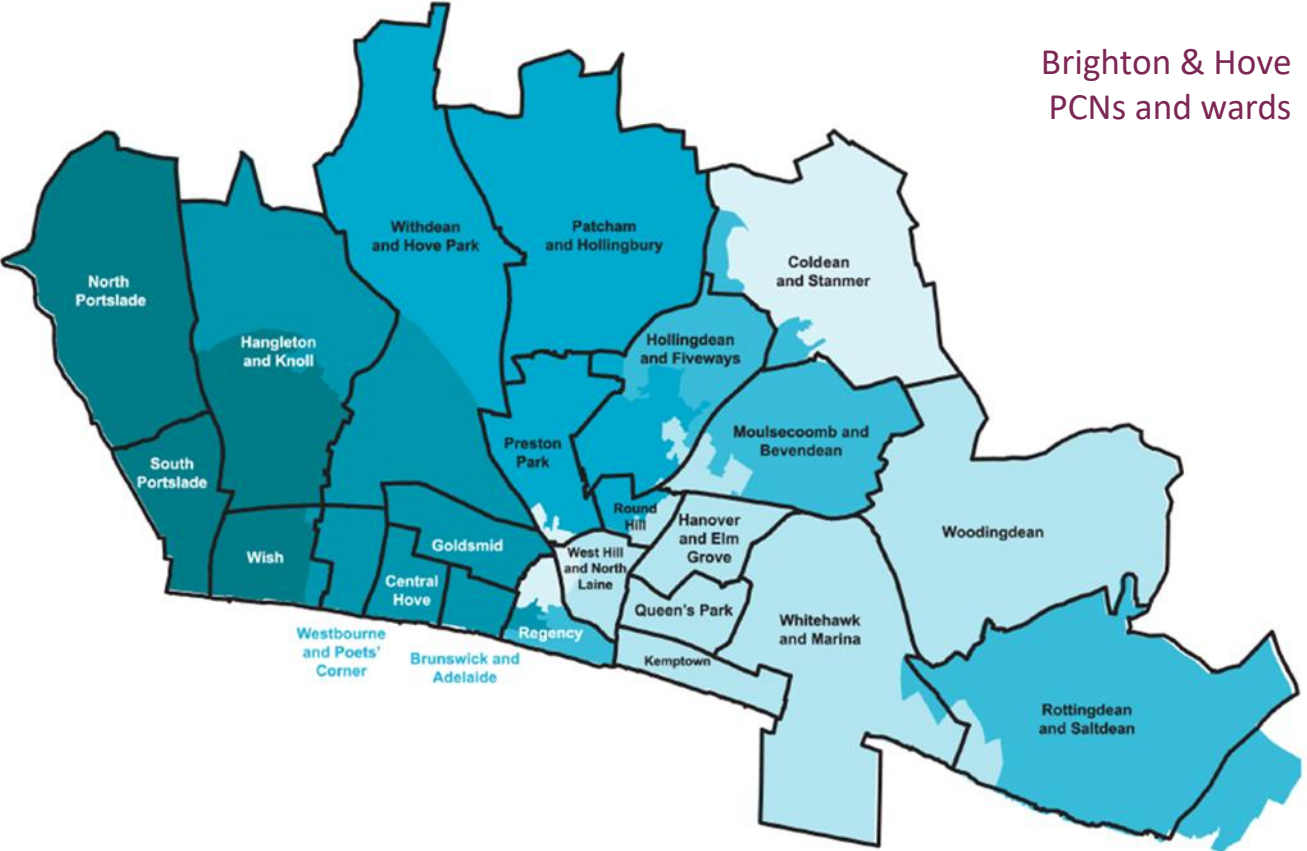 Brighton & Hove
PCNs and wards
Withdean
and Hove Park
Patcham
and Hollingbury
Coldean
and Stanmer
North
Portslade
Hangleton
and Knoll
Hollingdean
and Fiveways
Moulsecoomb and
Bevendean
Preston
Park
South
Portslade
Round
Hill
Hanover
and Elm
Grove
Woodingdean
Wish
Goldsmid
West Hill
and North
Laine
Central
Hove
Queen's Park
Whitehawk
and Marina
Regency
Westbourne
and Poets'
Corner
Brunswick and
Adelaide
Kemptown
Rottingdean
and Saltdean